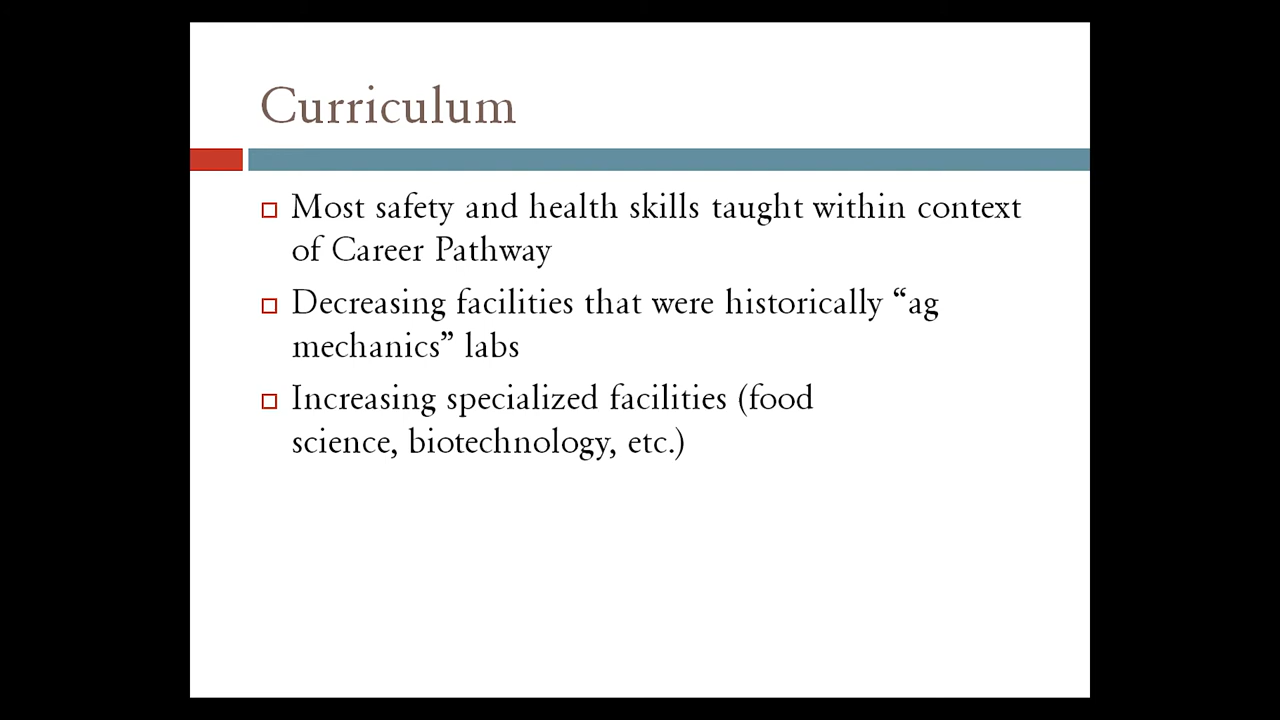 Curriculum
Most safety and health skills taught within context
of Career Pathway
Decreasing facilities that were historically “ag
mechanics” labs
Increasing specialized facilities (food
science, biotechnology, etc.)